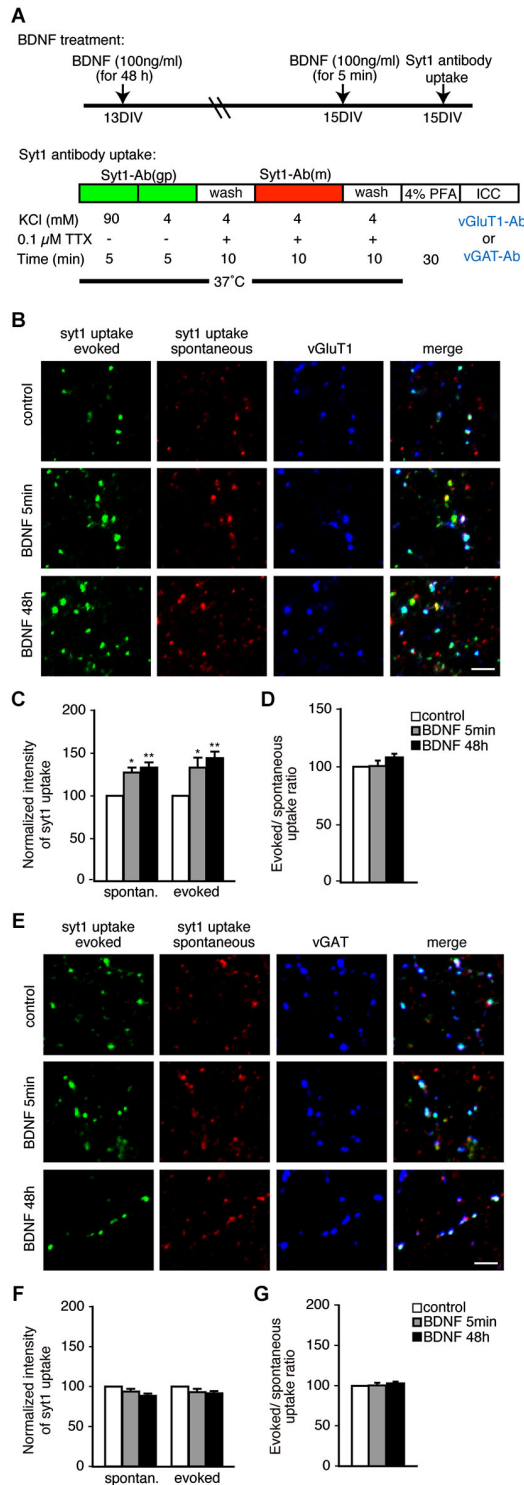 A
BDNF treatment:
BDNF (100ng/ml)
(for 48 h)
BDNF (100ng/ml)
(for 5 min)
Syt1 antibody
uptake
13DIV
15DIV
15DIV
Syt1 antibody uptake:
Syt1-Ab(gp)
Syt1-Ab(m)
wash
wash
4% PFA
ICC
KCl (mM) 90 4 4 4 4
0.1 µM TTX - - + + +
Time (min) 5 5 10 10 10 30
vGluT1-Ab
or
vGAT-Ab
37˚C
B
syt1 uptake
evoked
syt1 uptake
spontaneous
vGluT1
merge
control
BDNF 5min
BDNF 48h
C
Normalized intensity
of syt1 uptake
200
150
100
50
0
* **
* **
spontan. evoked
D
Evoked/ spontaneous
uptake ratio
150
100
50
0
control
BDNF 5min
BDNF 48h
E
syt1 uptake
evoked
syt1 uptake
spontaneous
vGAT
merge
control
BDNF 5min
BDNF 48h
F
Normalized intensity
of syt1 uptake
200
150
100
50
0
spontan. evoked
G
Evoked/ spontaneous
uptake ratio
200
150
100
50
0
control
BDNF 5min
BDNF 48h